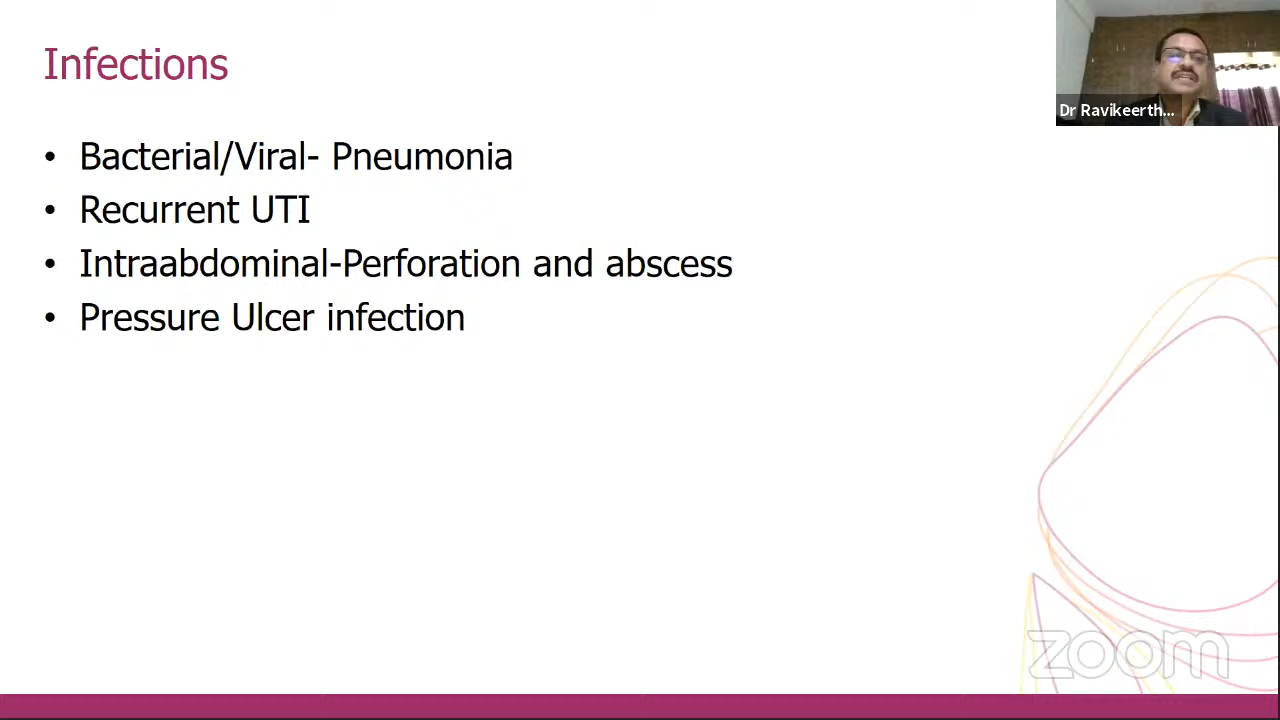 Infections
Dr Ravikeerth...
• Bacterial/Viral- Pneumonia
• Recurrent UTI
• Intraabdominal-Perforation and abscess
• Pressure Ulcer infection
zoom